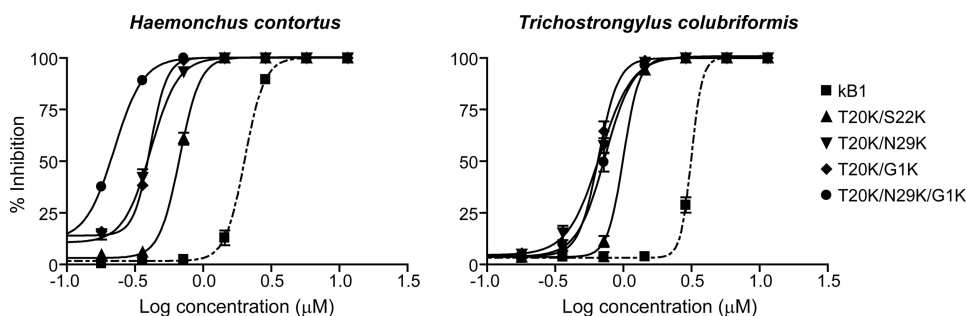 Haemonchus contortus
Trichostrongylus colubriformis
% Inhibition
100
75
50
25
0
-1.0 -0.5 0.0 0.5 1.0 1.5
Log concentration (μM)
100
75
50
25
0
-1.0 -0.5 0.0 0.5 1.0 1.5
Log concentration (μM)
kB1
T20K/S22K
T20K/N29K
T20K/G1K
T20K/N29K/G1K